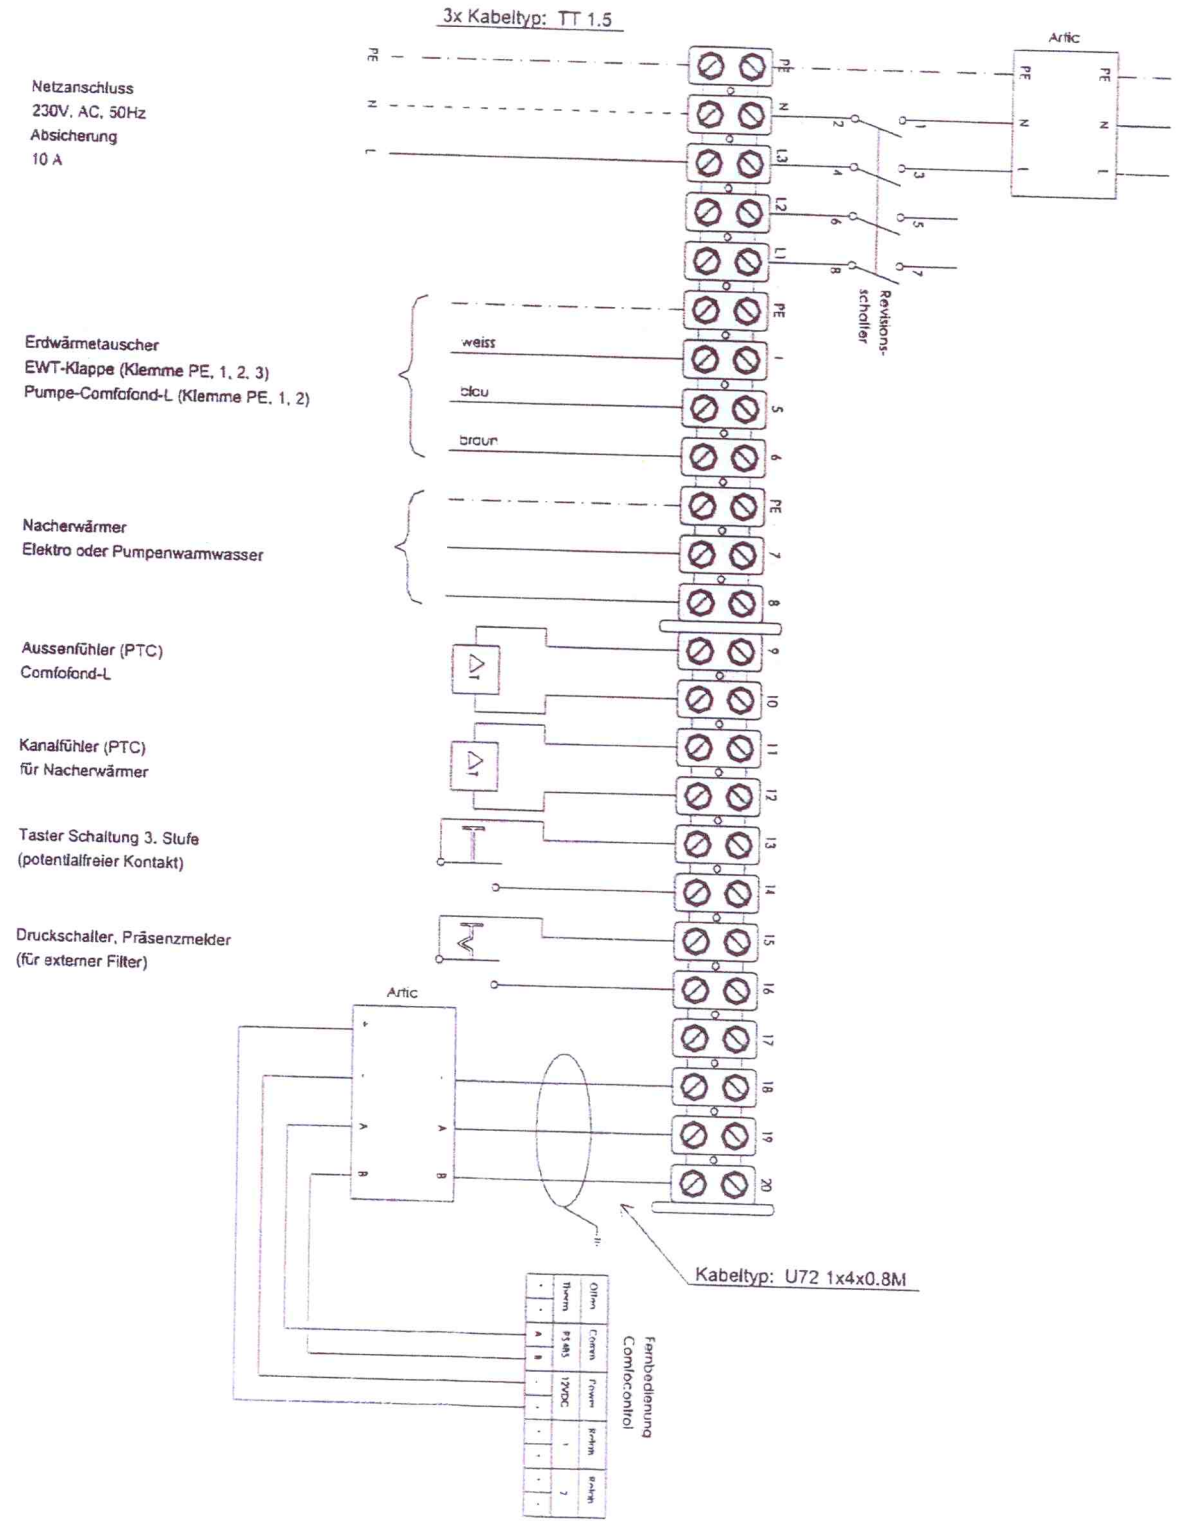 3x Kabeltyp: TT 1.5
Artic
Netzanschluss
230V, AC, 50Hz
Absicherung
10 A
PE
N
L
PE
N
L3
L2
L1
2
1
4
3
6
5
8
7
PE
N
L
PE
N
L
Revisions-
schalter
Erdwärmetauscher
EWT-Klappe (Klemme PE, 1, 2, 3)
Pumpe-Comfofond-L (Klemme PE, 1, 2)
weiss
blau
braun
PE
1
5
6
Nacherwärmer
Elektro oder Pumpenwarmwasser
PE
7
8
Aussenfühler (PTC)
Comfofond-L
△T
9
10
Kanalfühler (PTC)
für Nacherwärmer
△T
11
12
Taster Schaltung 3. Stufe
(potentialfreier Kontakt)
13
14
Druckschalter, Präsenzmelder
(für externer Filter)
15
16
17
18
19
20
Artic
+
-
A
B
-
A
B
Kabeltyp: U72 1x4x0.8M
Fernbedienung
Comfocontrol
Comm
Power
Therm
RS485
12VDC
1
A
B